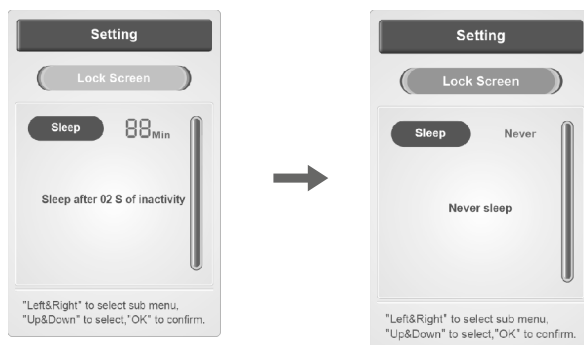 Setting
Lock Screen
Sleep 88 Min
Sleep after 02 S of inactivity
"Left&Right" to select sub menu,
"Up&Down" to select,"OK" to confirm.
Setting
Lock Screen
Sleep Never
Never sleep
"Left&Right" to select sub menu,
"Up&Down" to select,"OK" to confirm.